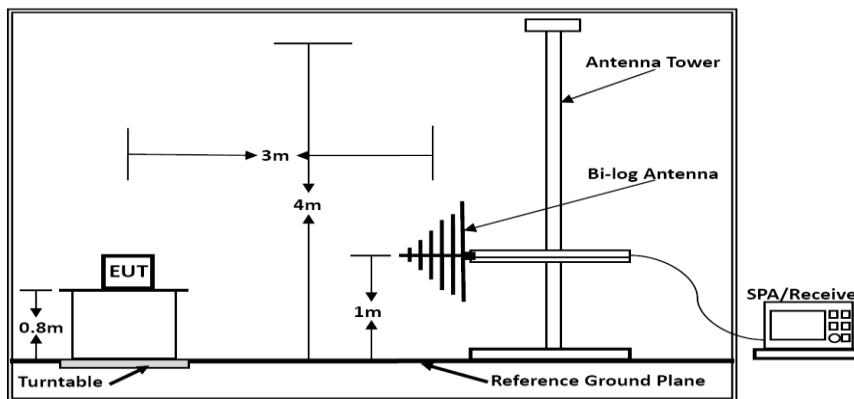 Antenna Tower
3m
Bi-log Antenna
4m
EUT
1m
SPA/Receive
0.8m
Turntable
Reference Ground Plane